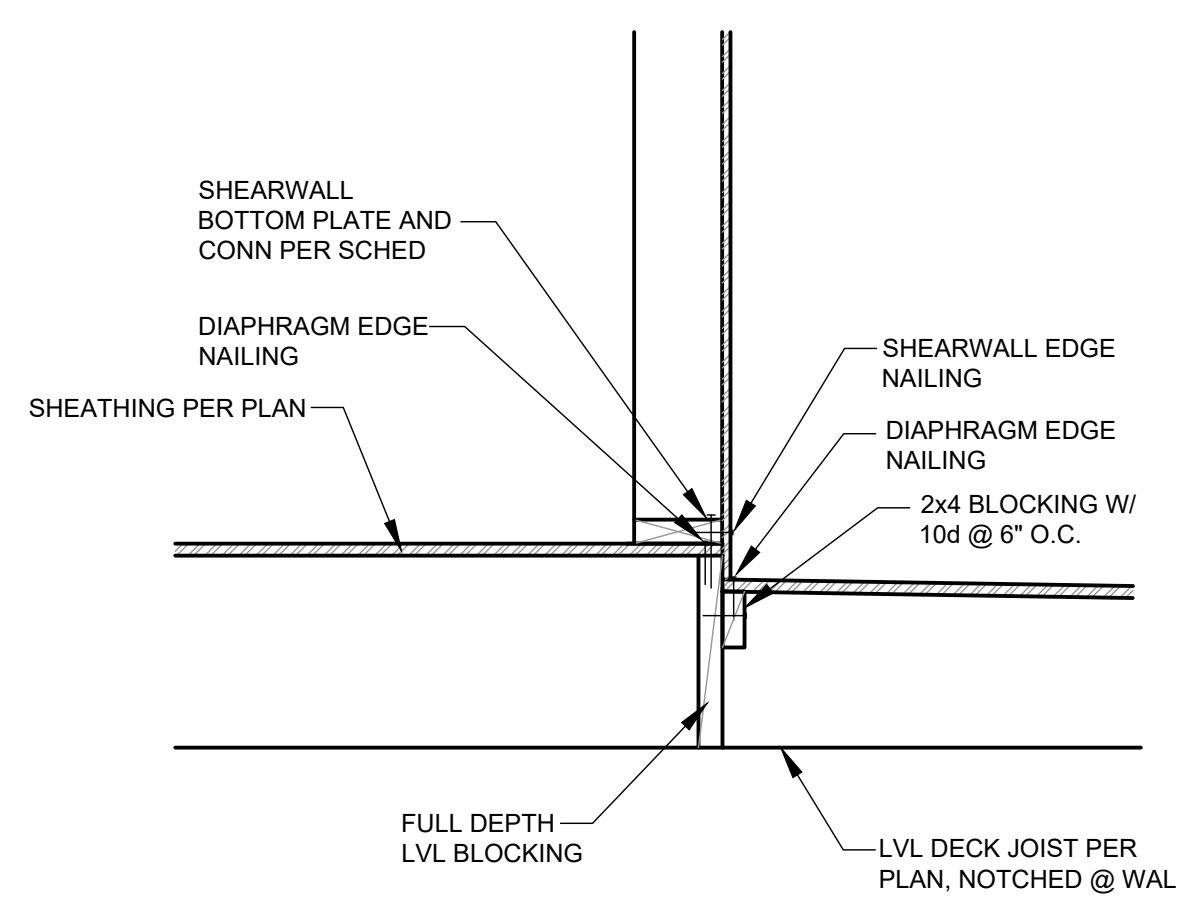 SHEARWALL
BOTTOM PLATE AND
CONN PER SCHED
DIAPHRAGM EDGE
NAILING
SHEATHING PER PLAN
SHEARWALL EDGE
NAILING
DIAPHRAGM EDGE
NAILING
2x4 BLOCKING W/
10d @ 6" O.C.
FULL DEPTH
LVL BLOCKING
LVL DECK JOIST PER
PLAN, NOTCHED @ WAL